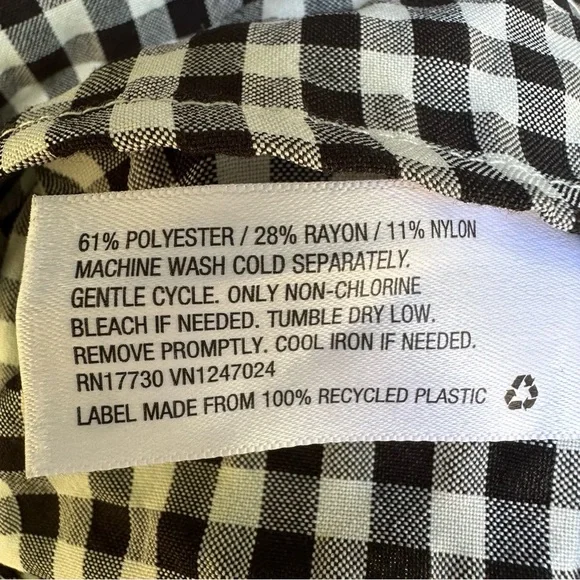 61% POLYESTER / 28% RAYON / 11% NYLON
MACHINE WASH COLD SEPARATELY.
GENTLE CYCLE. ONLY NON-CHLORINE
BLEACH IF NEEDED. TUMBLE DRY LOW.
REMOVE PROMPTLY. COOL IRON IF NEEDED.
RN17730 VN1247024
LABEL MADE FROM 100% RECYCLED PLASTIC